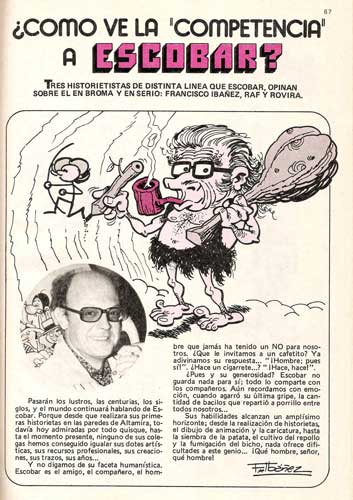 67
¿COMO VE LA "COMPETENCIA"
A ESCOBAR?
TRES HISTORIETISTAS DE DISTINTA LINEA QUE ESCOBAR, OPINAN
SOBRE EL EN BROMA Y EN SERIO: FRANCISCO IBAÑEZ, RAF Y ROVIRA.
Pasarán los lustros, las centurias, los si-
glos, y el mundo continuará hablando de
Escobar. Porque desde que realizara sus prime-
ras historietas en las paredes de Altamira, to-
davía hoy admiradas por todo quisque, hasta
el momento presente, ninguno de sus cole-
gas hemos conseguido igualar sus dotes artís-
ticas, sus recursos profesionales, sus creacio-
nes, sus trazos, sus años...
Y no digamos de su faceta humanística.
Escobar es el amigo, el compañero, el hom-
bre que jamás ha tenido un NO para noso-
tros. ¿Que le invitamos a un cafetito? Ya
adivinamos su respuesta... "¡Hombre; pues
sí!". ¿Hace un cigarrete...? "¡Hace, hace!".
¿Pues y su generosidad? Escobar no
guarda nada para sí; todo lo comparte con
los compañeros. Aún recordamos con emo-
ción, cuando agarró su última gripe, la can-
tidad de bacilos que repartió a porrillo entre
todos nosotros...
Sus habilidades alcanzan un amplísimo
horizonte; desde la realización de historietas,
el dibujo de animación y la caricatura, hasta
la siembra de la patata, el cultivo del repollo
y la fumigación del bicho, nada ofrece difi-
cultades a este genio... ¡Qué hombre, señor,
qué hombre!
F. Ibáñez